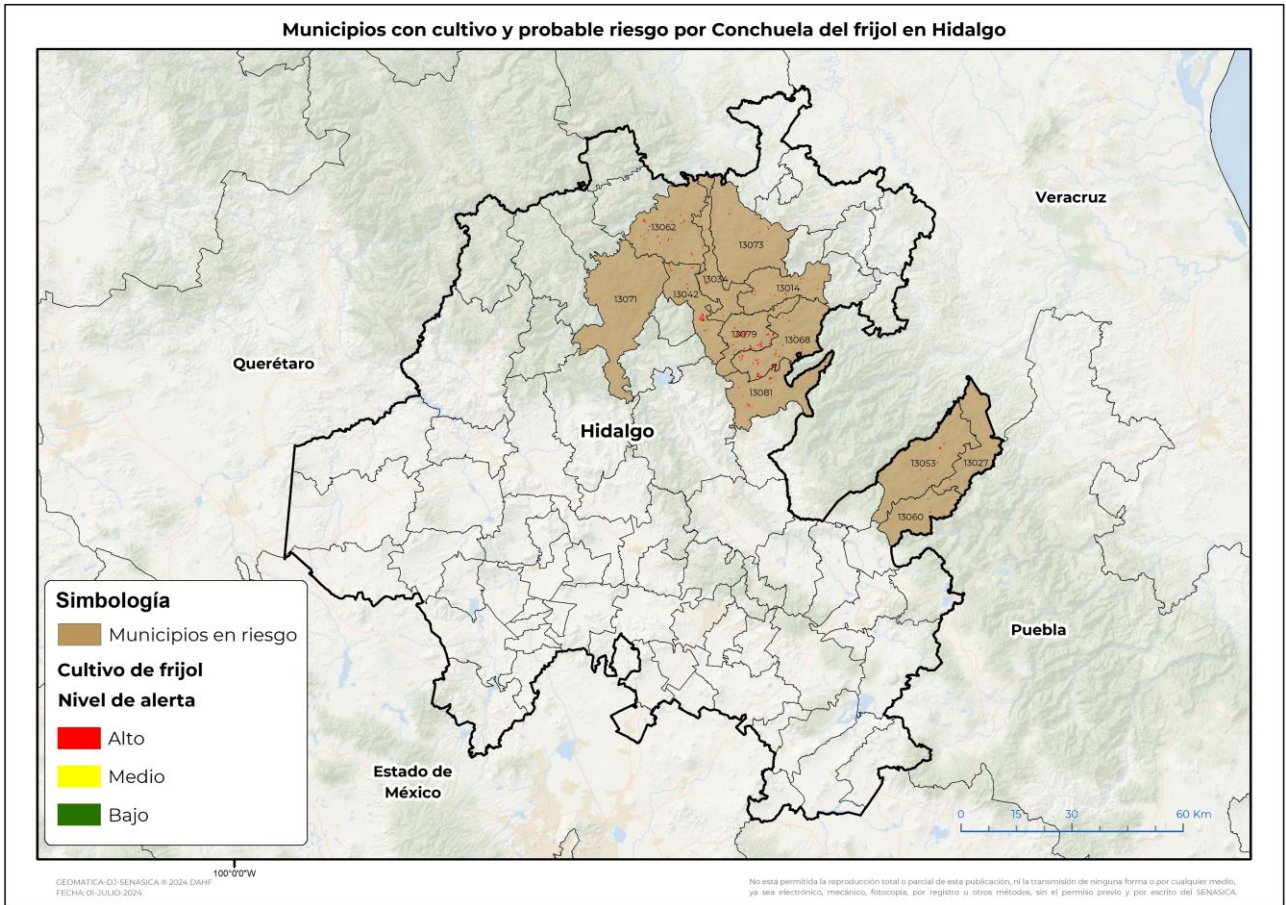 Municipios con cultivo y probable riesgo por Conchuela del frijol en Hidalgo
Veracruz
13062
13073
13034
13014
13042
13071
13079
13068
Querétaro
13081
Hidalgo
13053
13027
13060
Simbología
Municipios en riesgo
Puebla
Cultivo de frijol
Nivel de alerta
Alto
Medio
Bajo
Estado de
México
0 15 30 60 Km
100°0'0"W
GEOMATICA-DJ-SENASICA ® 2024 DAHF
FECHA: 01-JULIO-2024
No está permitida la reproducción total o parcial de esta publicación, ni la transmisión de ninguna forma o por cualquier medio,
ya sea electrónico, mecánico, fotocopia, por registro u otros métodos, sin el permiso previo y por escrito del SENASICA.